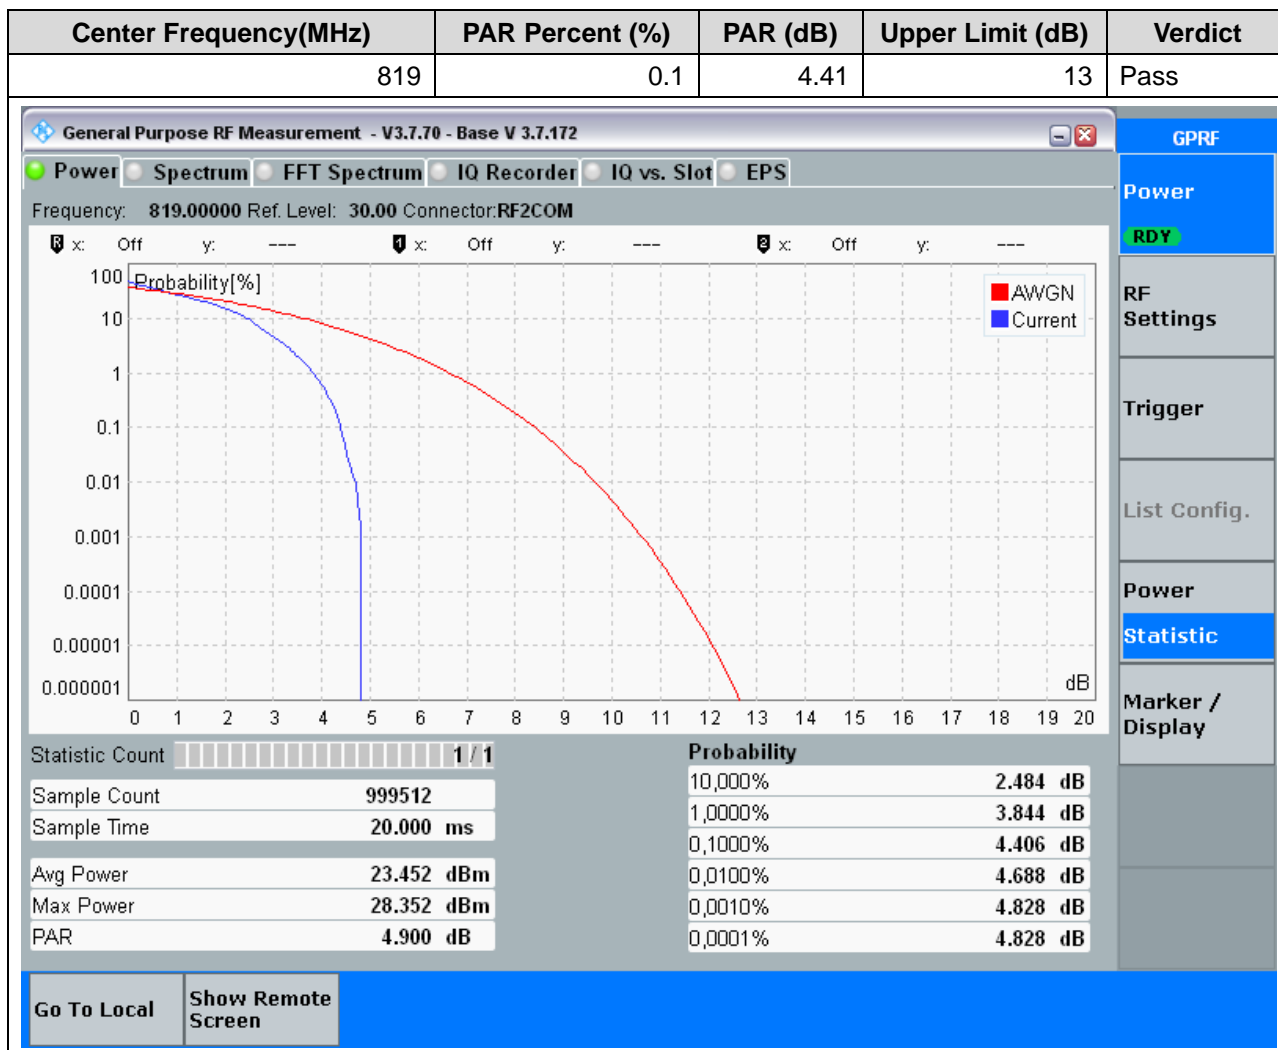 Center Frequency(MHz) PAR Percent (%) PAR (dB) Upper Limit (dB) Verdict
819 0.1 4.41 13 Pass
General Purpose RF Measurement - V3.7.70 - Base V 3.7.172
Power Spectrum FFT Spectrum IQ Recorder IQ vs. Slot EPS
Frequency: 819.00000 Ref. Level: 30.00 Connector:RF2COM
R x: Off y: --- 1 x: Off y: --- 2 x: Off y: ---
Probability[%]
100
10
1
0.1
0.01
0.001
0.0001
0.00001
0.000001
AWGN
Current
dB
0 1 2 3 4 5 6 7 8 9 10 11 12 13 14 15 16 17 18 19 20
Statistic Count 1 / 1
Sample Count 999512
Sample Time 20.000 ms
Avg Power 23.452 dBm
Max Power 28.352 dBm
PAR 4.900 dB
Probability
10,000% 2.484 dB
1,0000% 3.844 dB
0,1000% 4.406 dB
0,0100% 4.688 dB
0,0010% 4.828 dB
0,0001% 4.828 dB
GPRF
Power
RDY
RF
Settings
Trigger
List Config.
Power
Statistic
Marker /
Display
Go To Local
Show Remote
Screen